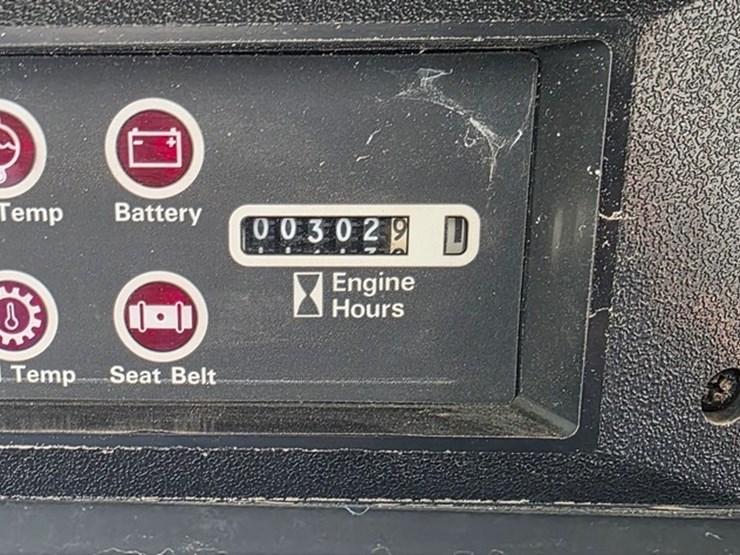 Temp
Battery
003029
Engine
Hours
Temp
Seat Belt